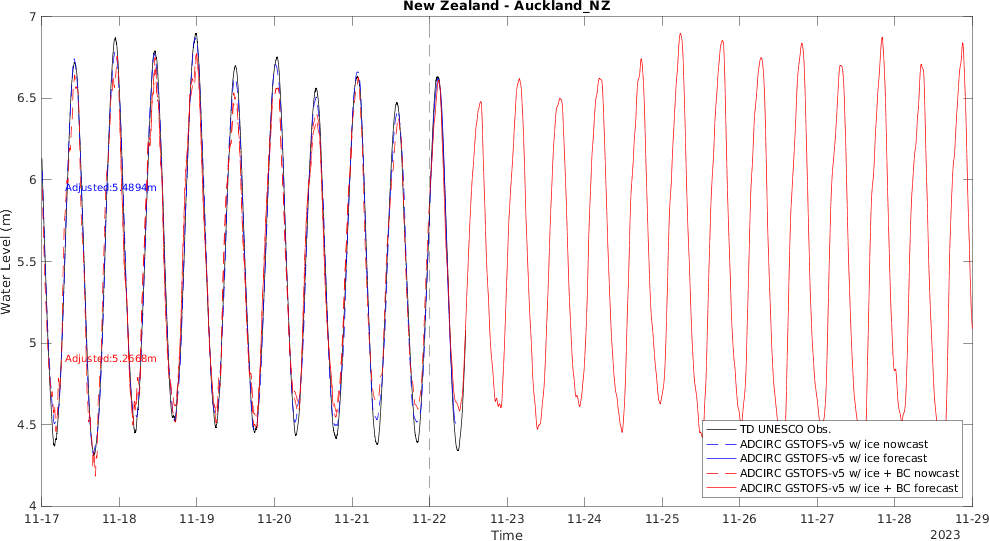 New Zealand - Auckland_NZ
7
6.5
6
5.5
5
4.5
4
Water Level (m)
Adjusted:5.4894m
Adjusted:5.2568m
TD UNESCO Obs.
ADCIRC GSTOFS-v5 w/ ice nowcast
ADCIRC GSTOFS-v5 w/ ice forecast
ADCIRC GSTOFS-v5 w/ ice + BC nowcast
ADCIRC GSTOFS-v5 w/ ice + BC forecast
11-17 11-18 11-19 11-20 11-21 11-22 11-23 11-24 11-25 11-26 11-27 11-28 11-29
Time
2023